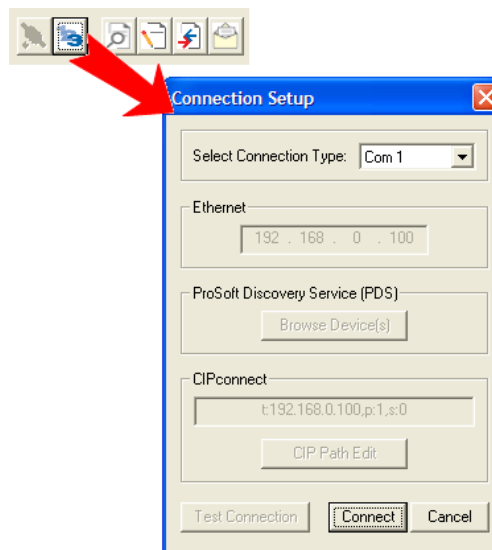 Connection Setup
Select Connection Type: Com 1
Ethernet
192 . 168 . 0 . 100
ProSoft Discovery Service (PDS)
Browse Device(s)
CIPconnect
t:192.168.0.100,p:1,s:0
CIP Path Edit
Test Connection Connect Cancel